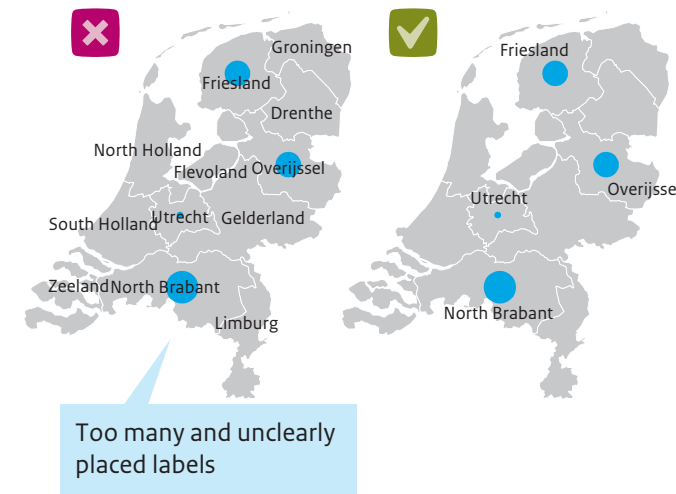 Groningen
Friesland
Drenthe
North Holland
Flevoland
Overijssel
South Holland
Utrecht
Gelderland
Zeeland
North Brabant
Limburg
Too many and unclearly
placed labels
Friesland
Overijsse
Utrecht
North Brabant